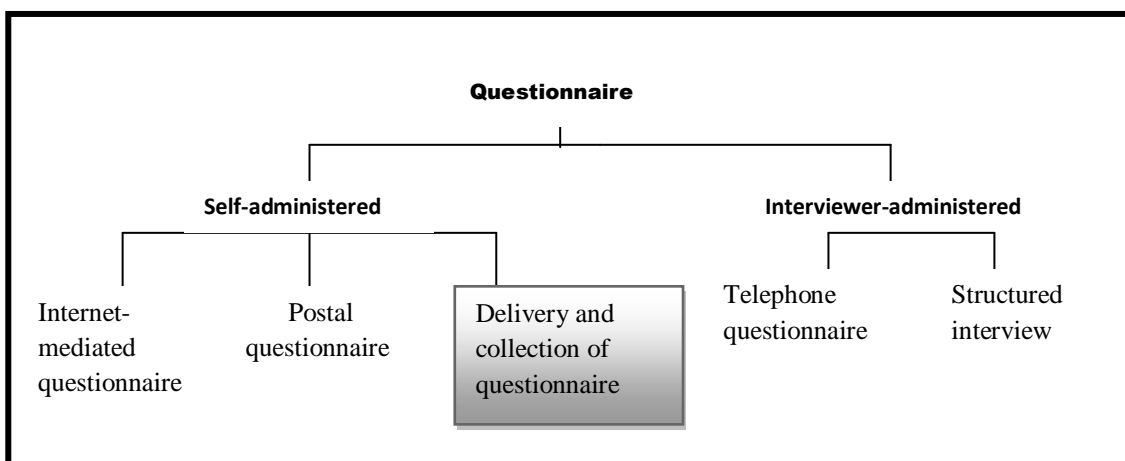 Questionnaire
Self-administered
Interviewer-administered
Internet-
mediated
questionnaire
Postal
questionnaire
Delivery and
collection of
questionnaire
Telephone
questionnaire
Structured
interview